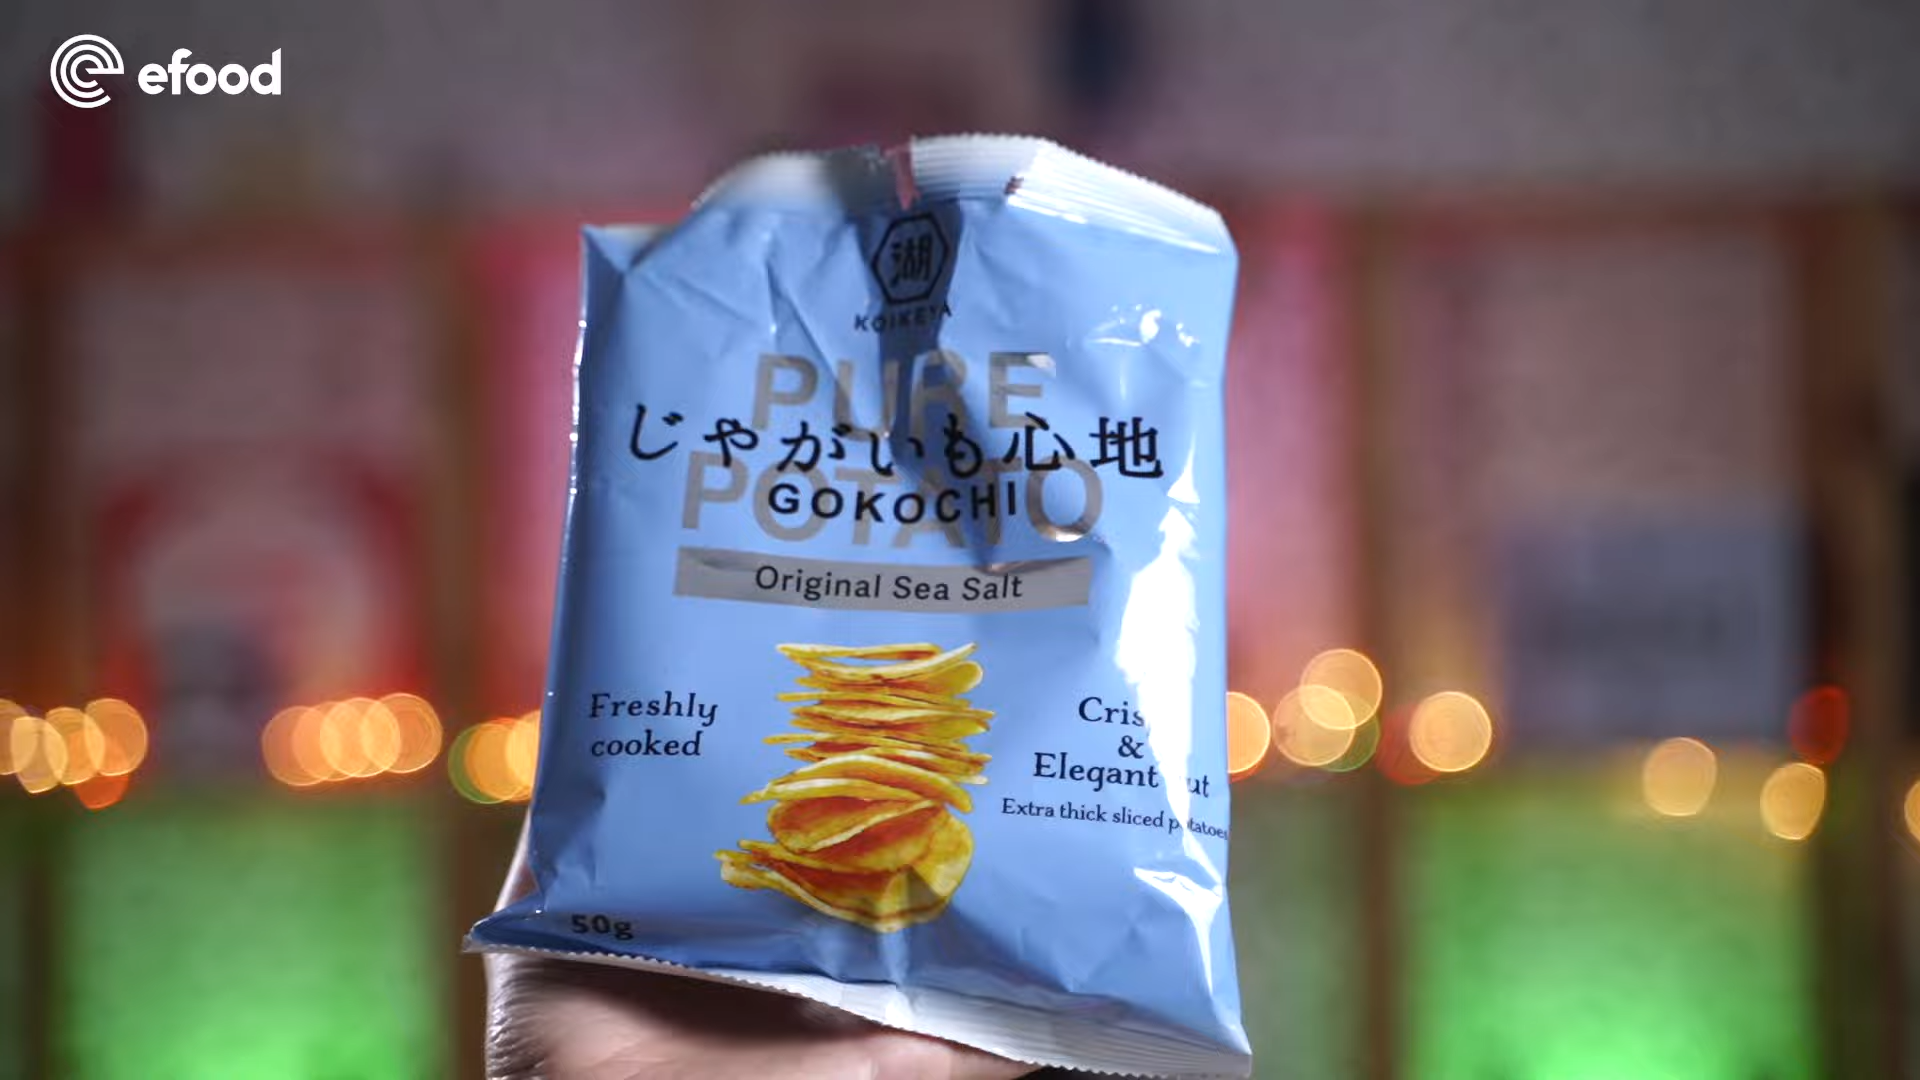 efood
湖
KOIKEYA
PURE
じゃがいも心地
POTATO
GOKOCHI
Original Sea Salt
Freshly
cooked
&
Elegant
Extra thick sliced
50g